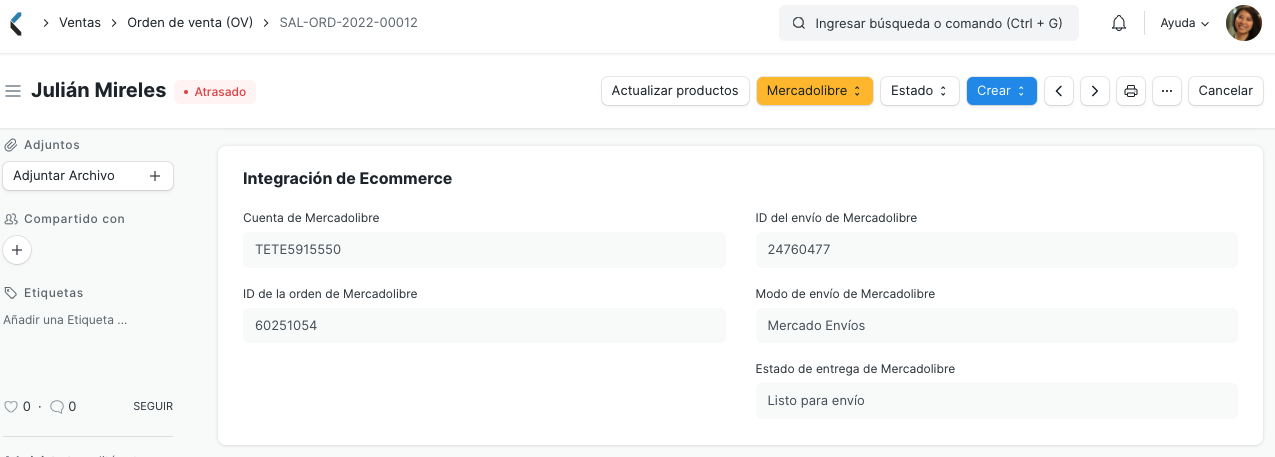 Ventas Orden de venta (OV) SAL-ORD-2022-00012 Ingresar búsqueda o comando (Ctrl + G) Ayuda
Julián Mireles • Atrasado Actualizar productos Mercadolibre Estado Crear ... Cancelar
Adjuntos
Adjuntar Archivo +
Compartido con
+
Etiquetas
Añadir una Etiqueta ...
0 · 0 SEGUIR
Integración de Ecommerce
Cuenta de Mercadolibre
TETE5915550
ID de la orden de Mercadolibre
60251054
ID del envío de Mercadolibre
24760477
Modo de envío de Mercadolibre
Mercado Envíos
Estado de entrega de Mercadolibre
Listo para envío